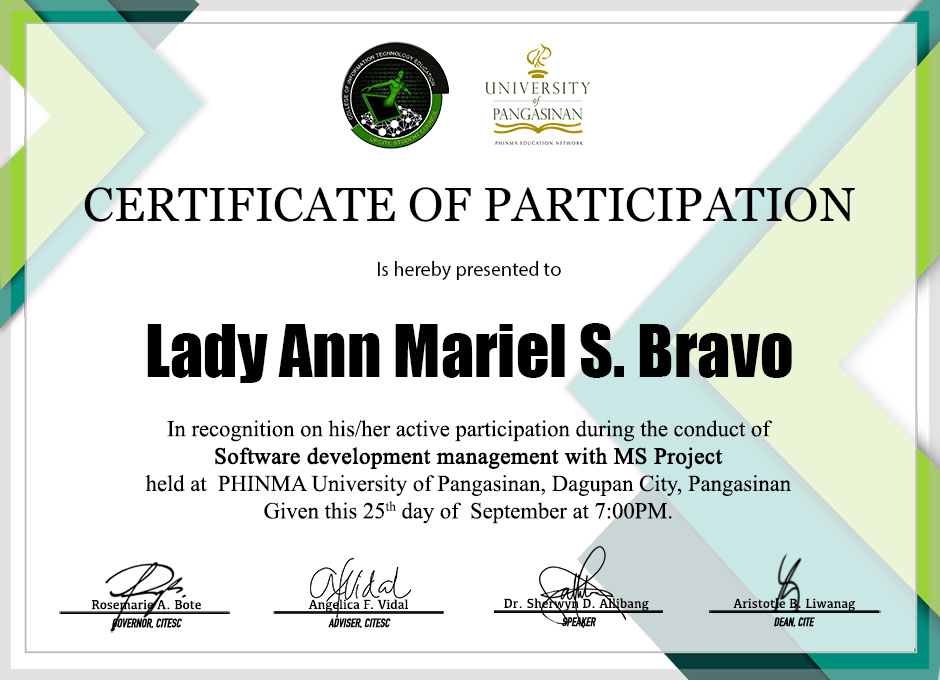 COLLEGE OF INFORMATION TECHNOLOGY EDUCATION
UPCITE STUDENT COUNCIL
UNIVERSITY
of
PANGASINAN
PHINMA EDUCATION NETWORK
CERTIFICATE OF PARTICIPATION
Is hereby presented to
Lady Ann Mariel S. Bravo
In recognition on his/her active participation during the conduct of
Software development management with MS Project
held at PHINMA University of Pangasinan, Dagupan City, Pangasinan
Given this 25th day of September at 7:00PM.
Rosemarie A. Bote
GOVERNOR, CITESC
Angelica F. Vidal
ADVISER, CITESC
Dr. Sherwyn D. Allibang
SPEAKER
Aristotle B. Liwanag
DEAN, CITE